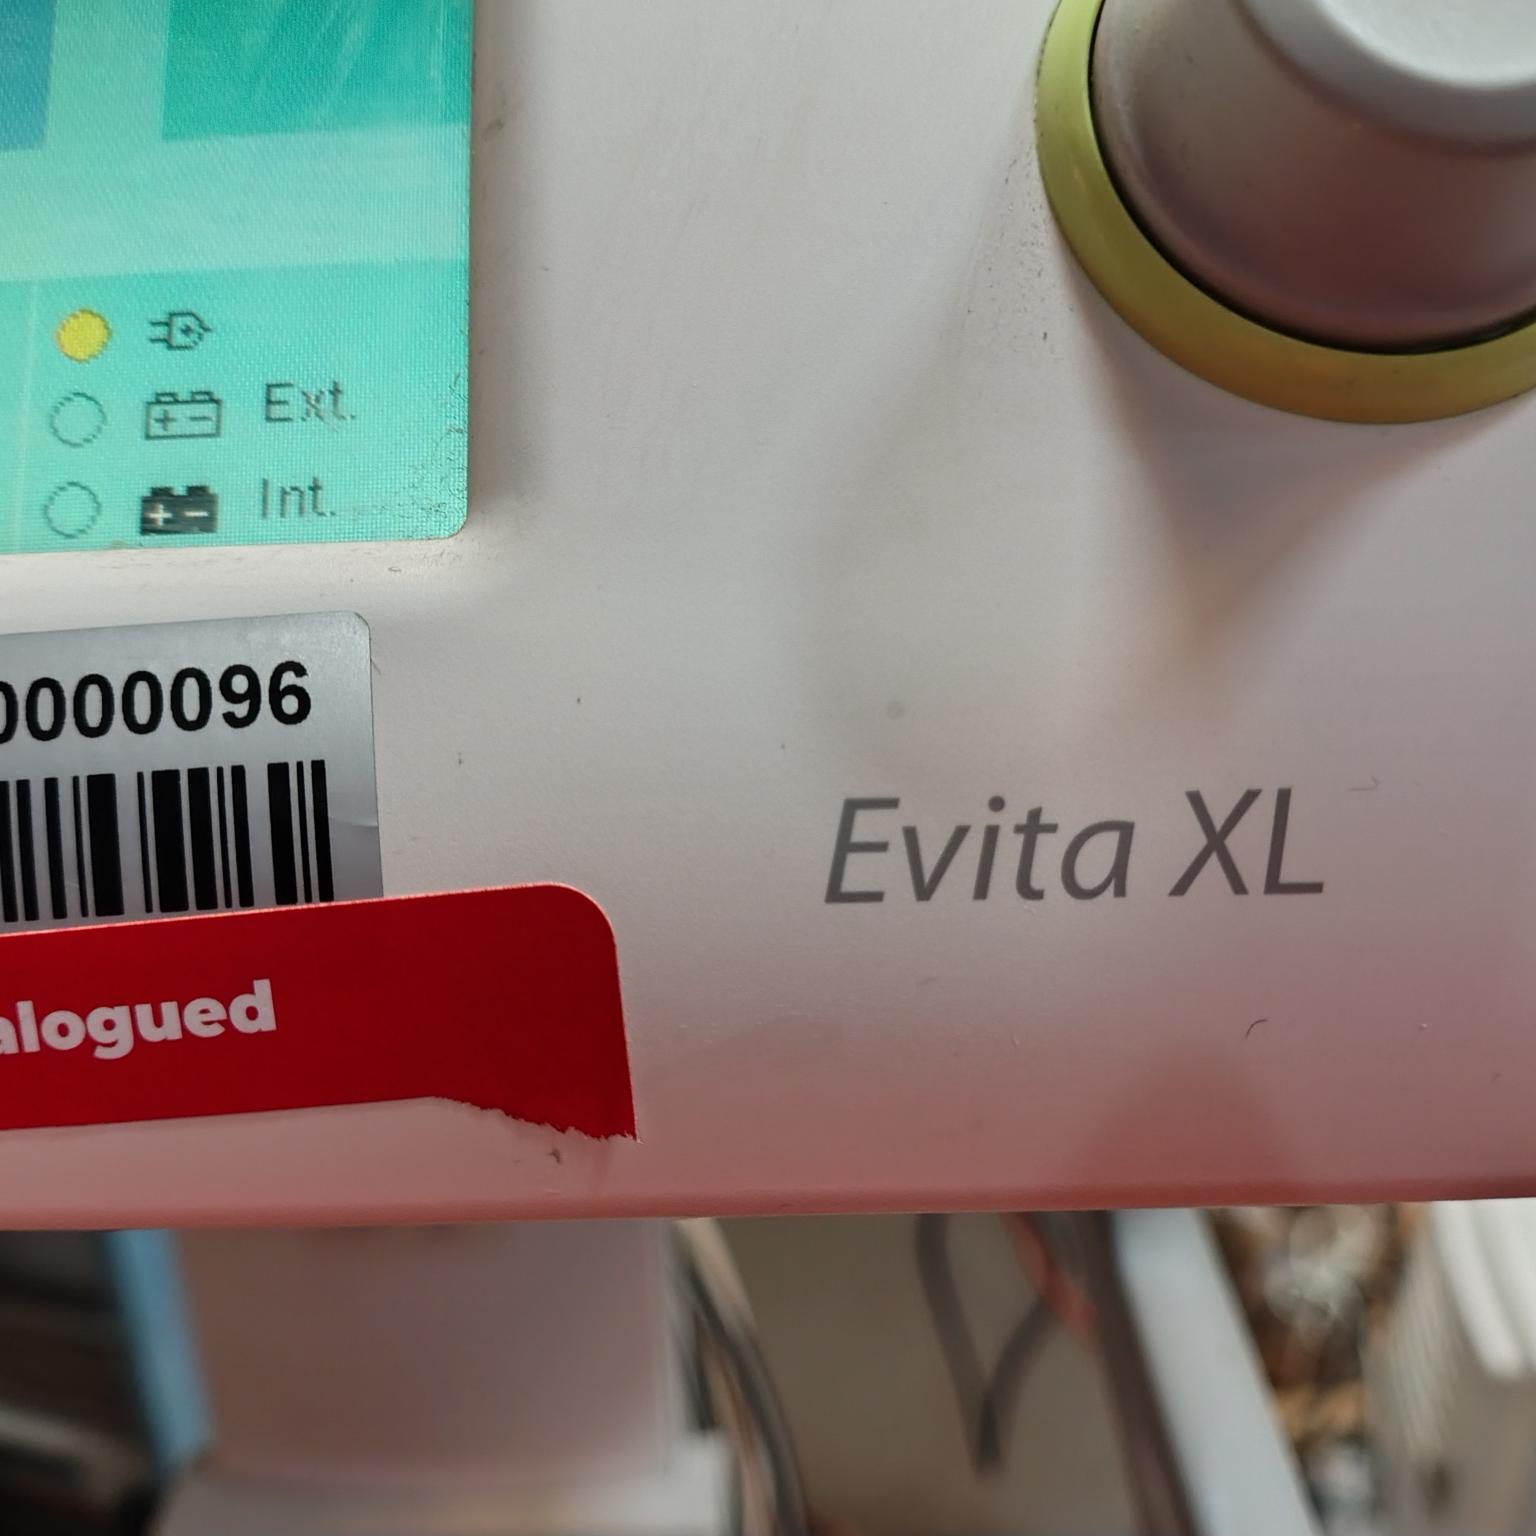 Ext.
Int.
0000096
Evita XL
alogued